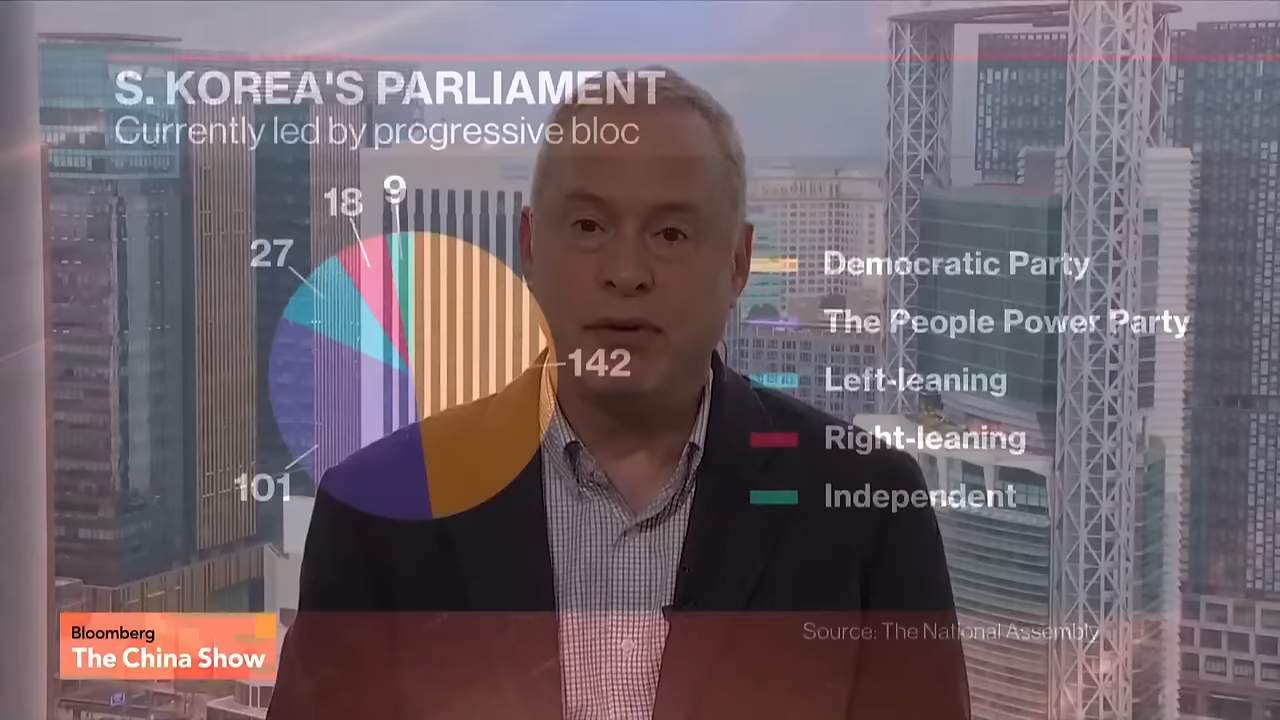 S. KOREA'S PARLIAMENT
Currently led by progressive bloc
9
18
27
142
101
Democratic Party
The People Power Party
Left-leaning
Right-leaning
Independent
Source: The National Assembly
Bloomberg
The China Show